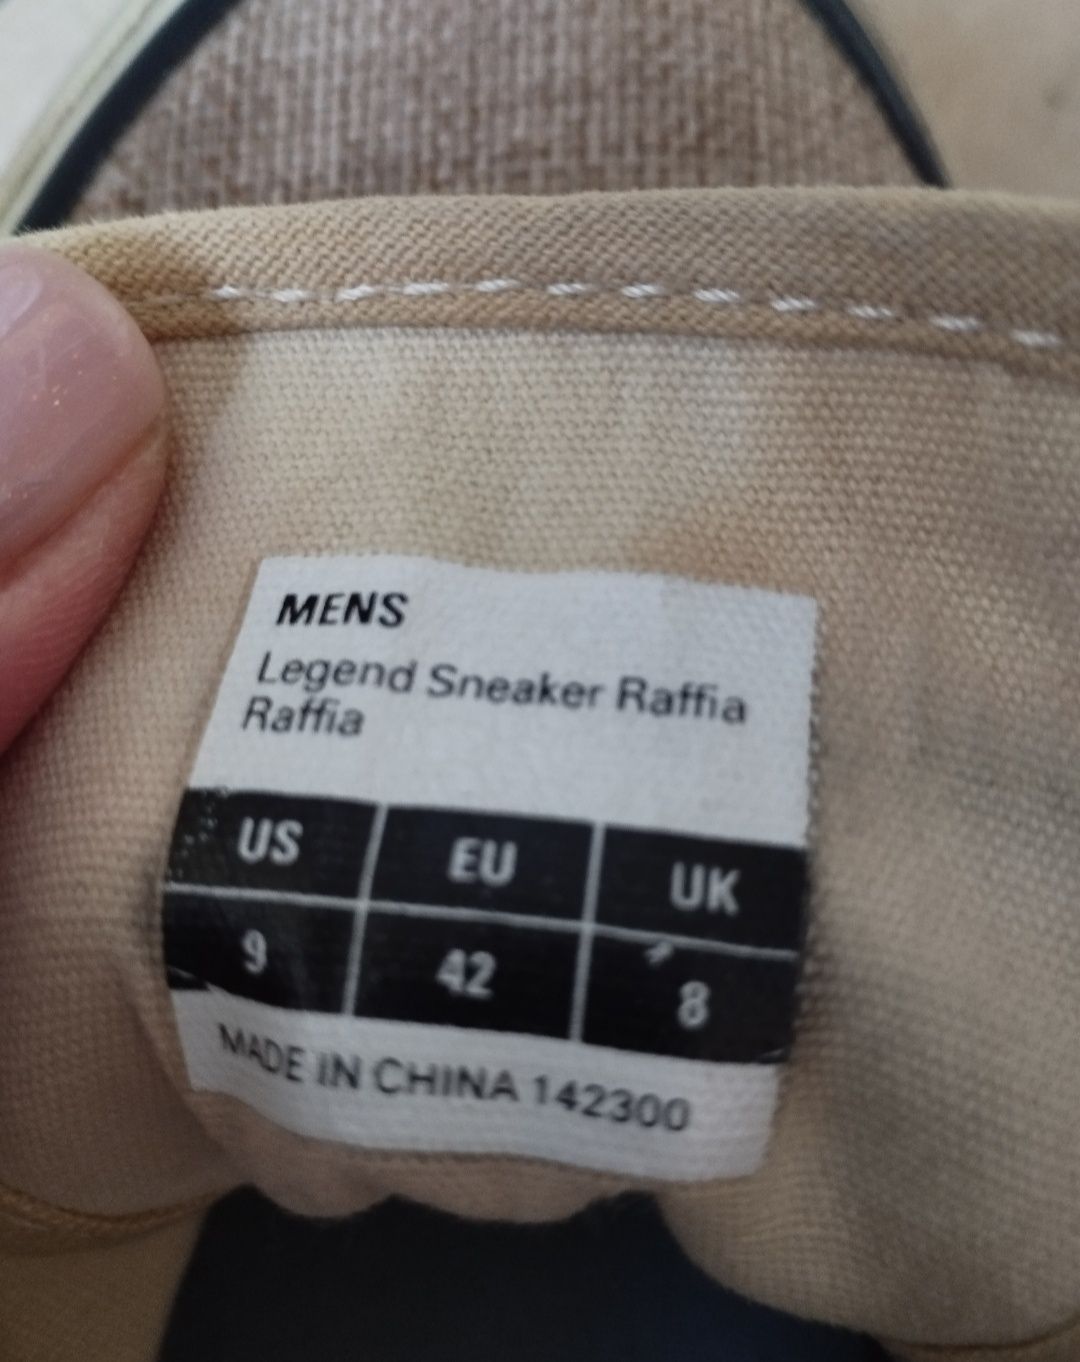 MENS
Legend Sneaker Raffia
Raffia
US EU UK
9 42 8
MADE IN CHINA 142300